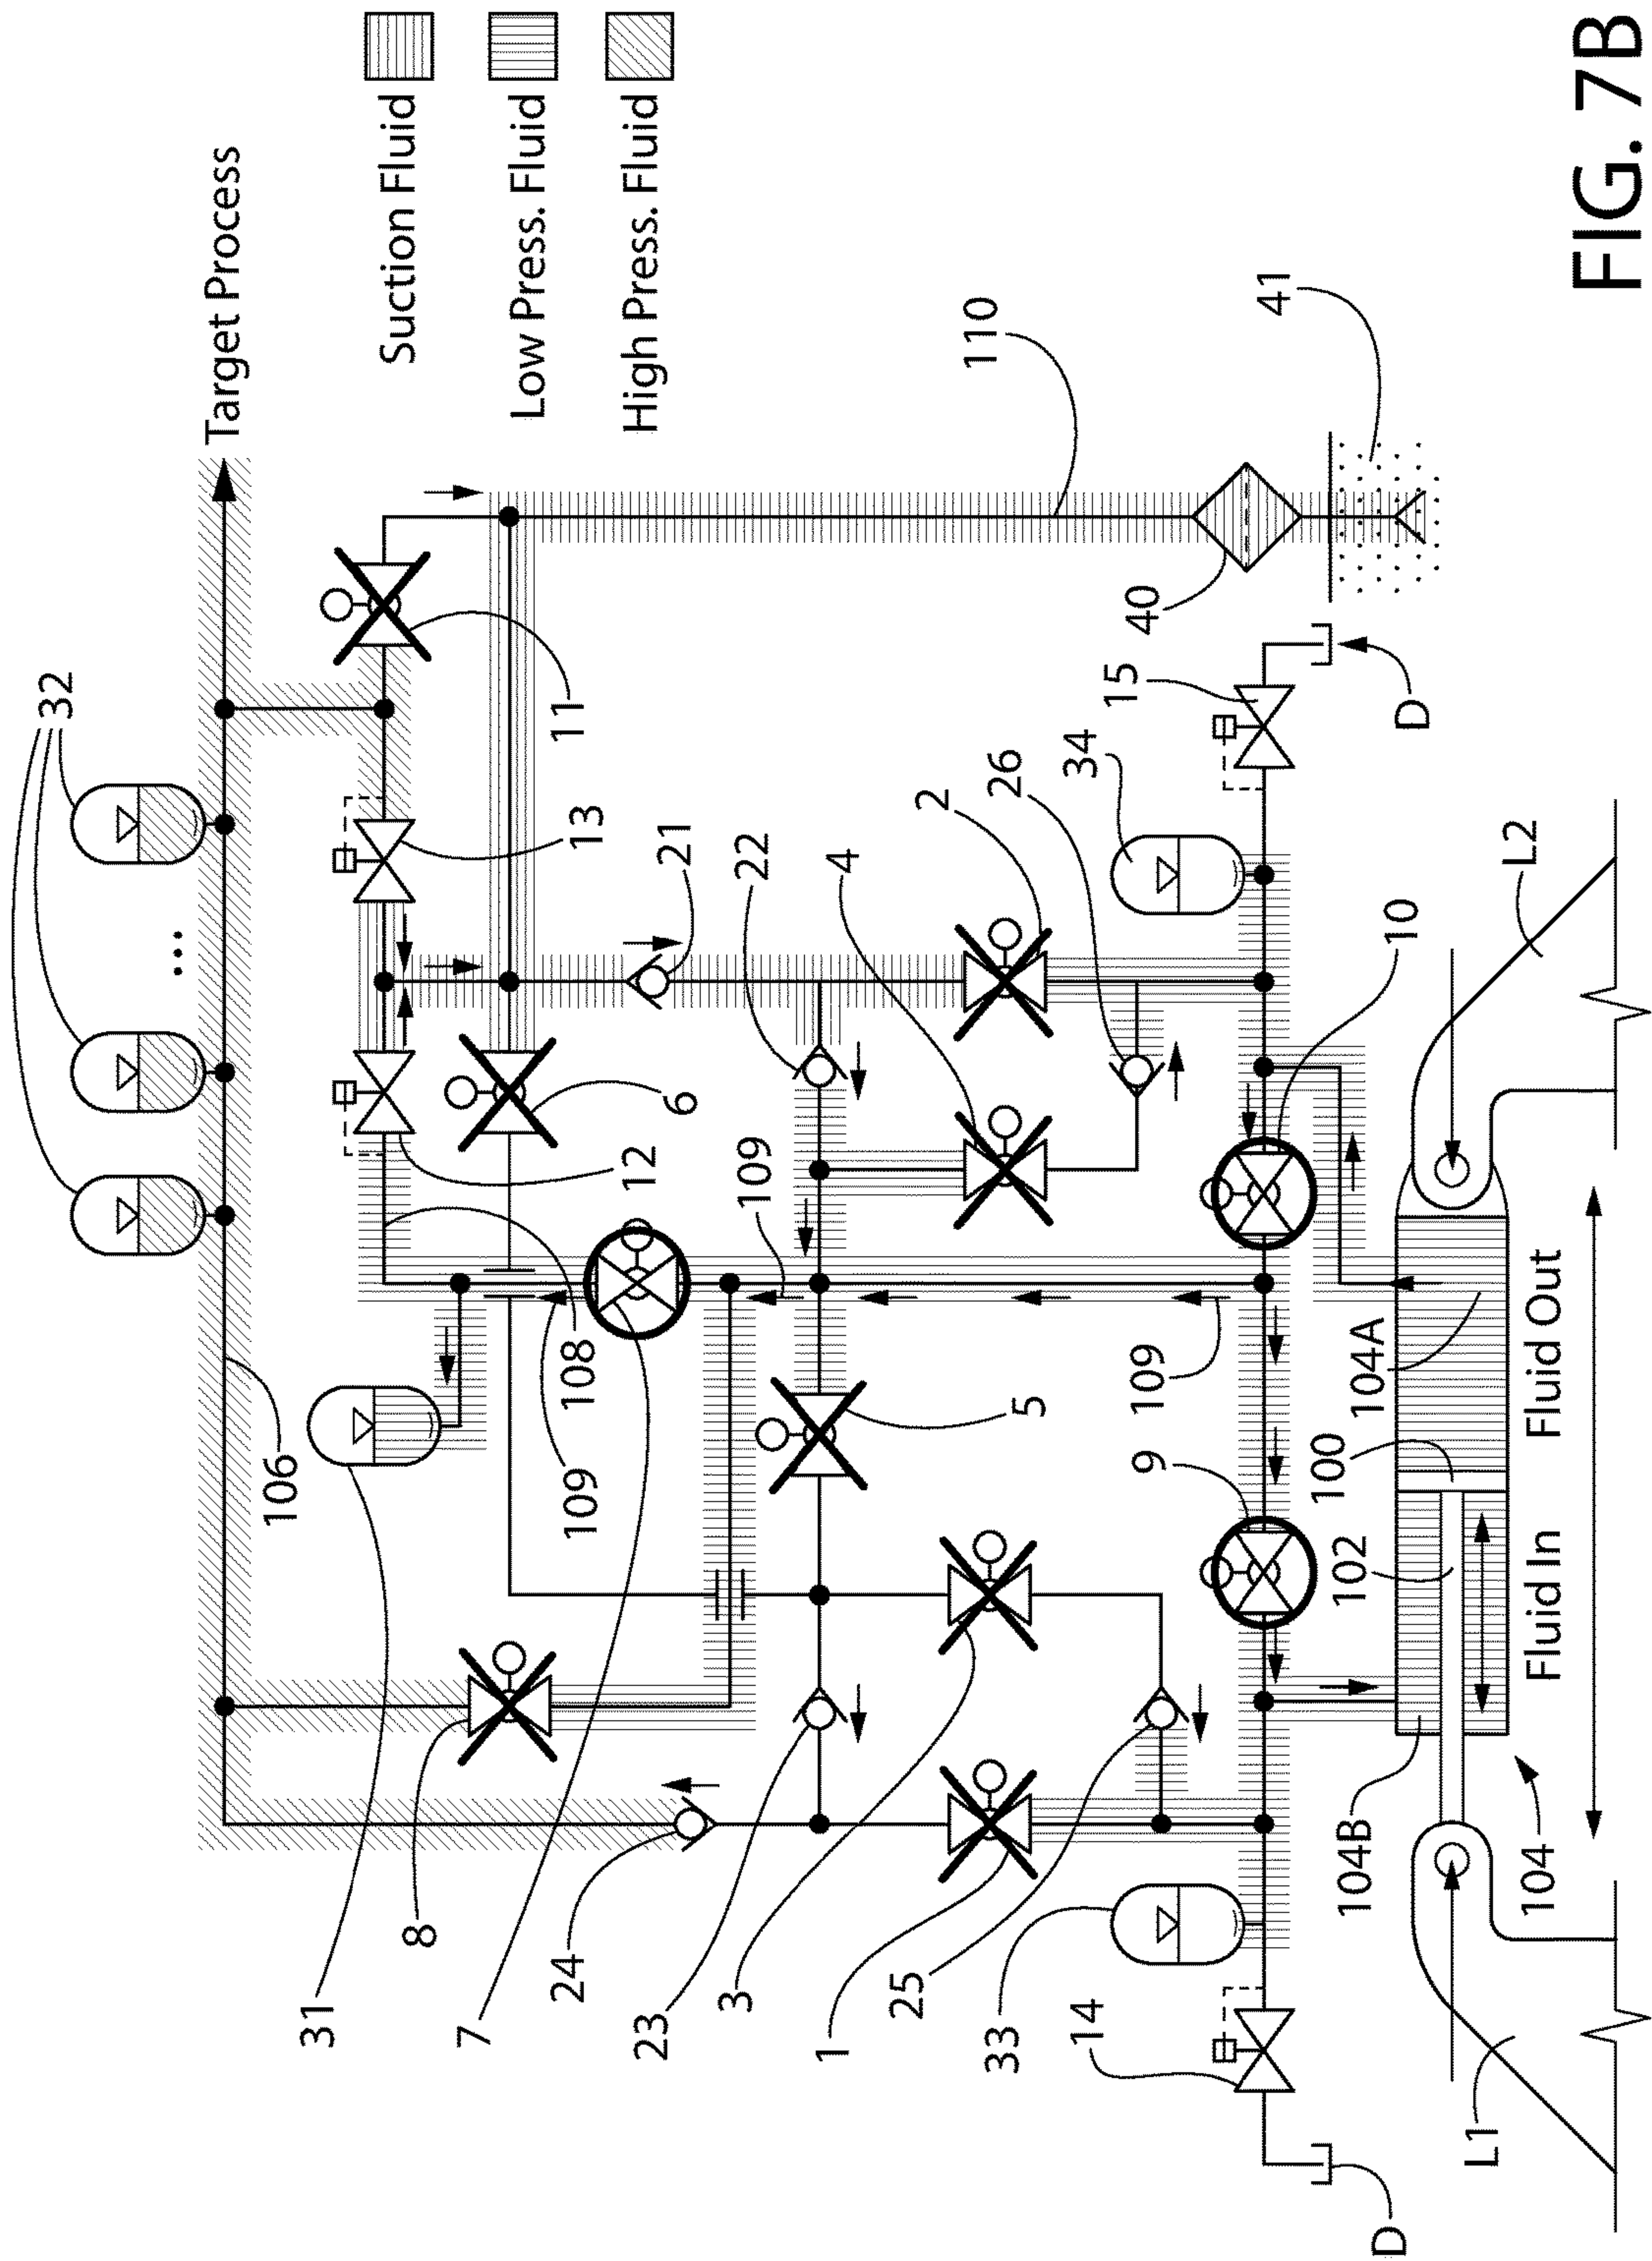 32
Target Process
...
106
31
109
108
12
6
13
11
Suction Fluid
Low Press. Fluid
High Press. Fluid
8
7
24
23
3
1
25
33
14
5
109
4
22
21
2
26
34
15
D
40
110
41
9
109
10
D
L1
104
104B
102
100
104A
L2
Fluid In
Fluid Out
FIG. 7B